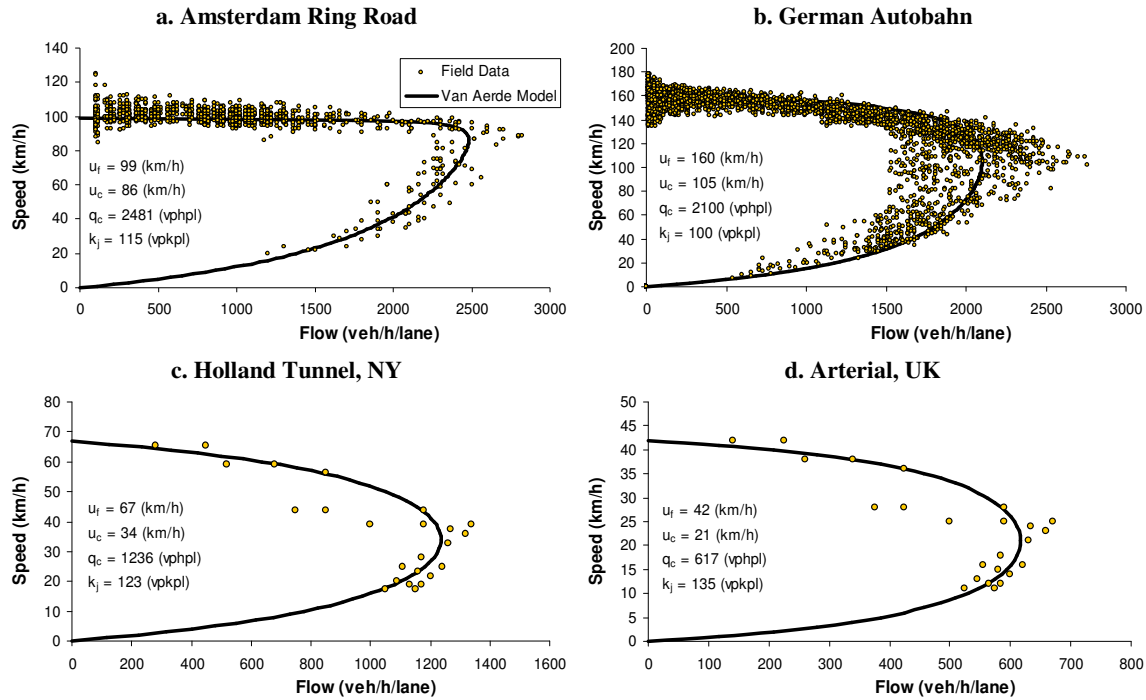 a. Amsterdam Ring Road
140
120
100
80
60
40
20
0
Speed (km/h)
Field Data
Van Aerde Model
u_f = 99 (km/h)
u_c = 86 (km/h)
q_c = 2481 (vphpl)
k_j = 115 (vpkpl)
0 500 1000 1500 2000 2500 3000
Flow (veh/h/lane)
b. German Autobahn
200
180
160
140
120
100
80
60
40
20
0
Speed (km/h)
u_f = 160 (km/h)
u_c = 105 (km/h)
q_c = 2100 (vphpl)
k_j = 100 (vpkpl)
0 500 1000 1500 2000 2500 3000
Flow (veh/h/lane)
c. Holland Tunnel, NY
80
70
60
50
40
30
20
10
0
Speed (km/h)
u_f = 67 (km/h)
u_c = 34 (km/h)
q_c = 1236 (vphpl)
k_j = 123 (vpkpl)
0 200 400 600 800 1000 1200 1400 1600
Flow (veh/h/lane)
d. Arterial, UK
50
45
40
35
30
25
20
15
10
5
0
Speed (km/h)
u_f = 42 (km/h)
u_c = 21 (km/h)
q_c = 617 (vphpl)
k_j = 135 (vpkpl)
0 100 200 300 400 500 600 700 800
Flow (veh/h/lane)